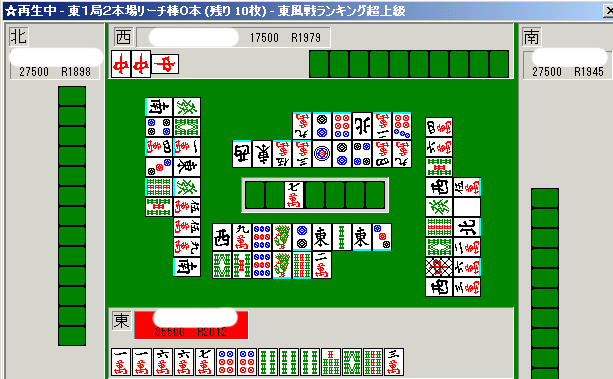 ★再生中 - 東1局2本場リーチ棒0本 (残り 10枚) - 東風戦ランキング超上級
北
27500 R1898
西
17500 R1979
南
27500 R1945
東
35500 R2012